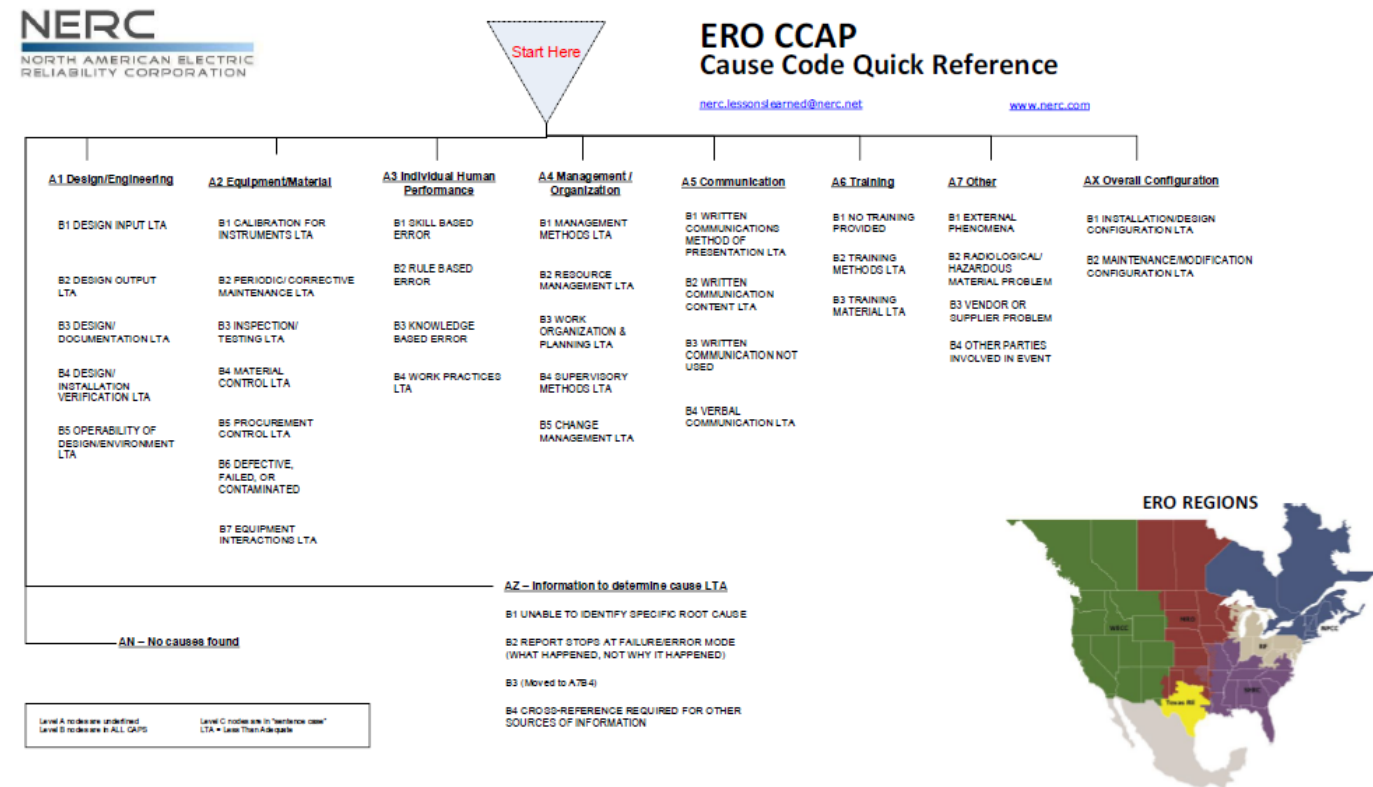 NERC
NORTH AMERICAN ELECTRIC
RELIABILITY CORPORATION
Start Here
ERO CCAP
Cause Code Quick Reference
nerc.lessonslearned@nerc.net
www.nerc.com
A1 Design/Engineering
B1 DESIGN INPUT LTA
B2 DESIGN OUTPUT
LTA
B3 DESIGN/
DOCUMENTATION LTA
B4 DESIGN/
INSTALLATION
VERIFICATION LTA
B5 OPERABILITY OF
DESIGN/ENVIRONMENT
LTA
A2 Equipment/Material
B1 CALIBRATION FOR
INSTRUMENTS LTA
B2 PERIODIC/CORRECTIVE
MAINTENANCE LTA
B3 INSPECTION/
TESTING LTA
B4 MATERIAL
CONTROL LTA
B5 PROCUREMENT
CONTROL LTA
B6 DEFECTIVE,
FAILED, OR
CONTAMINATED
B7 EQUIPMENT
INTERACTIONS LTA
A3 Individual Human
Performance
B1 SKILL BASED
ERROR
B2 RULE BASED
ERROR
B3 KNOWLEDGE
BASED ERROR
B4 WORK PRACTICES
LTA
A4 Management /
Organization
B1 MANAGEMENT
METHODS LTA
B2 RESOURCE
MANAGEMENT LTA
B3 WORK
ORGANIZATION &
PLANNING LTA
B4 SUPERVISORY
METHODS LTA
B5 CHANGE
MANAGEMENT LTA
A5 Communication
B1 WRITTEN
COMMUNICATIONS
METHOD OF
PRESENTATION LTA
B2 WRITTEN
COMMUNICATION
CONTENT LTA
B3 WRITTEN
COMMUNICATION NOT
USED
B4 VERBAL
COMMUNICATION LTA
A6 Training
B1 NO TRAINING
PROVIDED
B2 TRAINING
METHODS LTA
B3 TRAINING
MATERIAL LTA
A7 Other
B1 EXTERNAL
PHENOMENA
B2 RADIOLOGICAL/
HAZARDOUS
MATERIAL PROBLEM
B3 VENDOR OR
SUPPLIER PROBLEM
B4 OTHER PARTIES
INVOLVED IN EVENT
AX Overall Configuration
B1 INSTALLATION/DESIGN
CONFIGURATION LTA
B2 MAINTENANCE/MODIFICATION
CONFIGURATION LTA
AZ – Information to determine cause LTA
B1 UNABLE TO IDENTIFY SPECIFIC ROOT CAUSE
B2 REPORT STOPS AT FAILURE/ERROR MODE
(WHAT HAPPENED, NOT WHY IT HAPPENED)
B3 (Moved to A7B4)
B4 CROSS-REFERENCE REQUIRED FOR OTHER
SOURCES OF INFORMATION
AN – No causes found
Level A nodes are underlined
Level B nodes are in ALL CAPS
Level C nodes are in "sentence case"
LTA = Less Than Adequate
ERO REGIONS
WECC
MRO
NPCC
RF
SERC
Texas RE